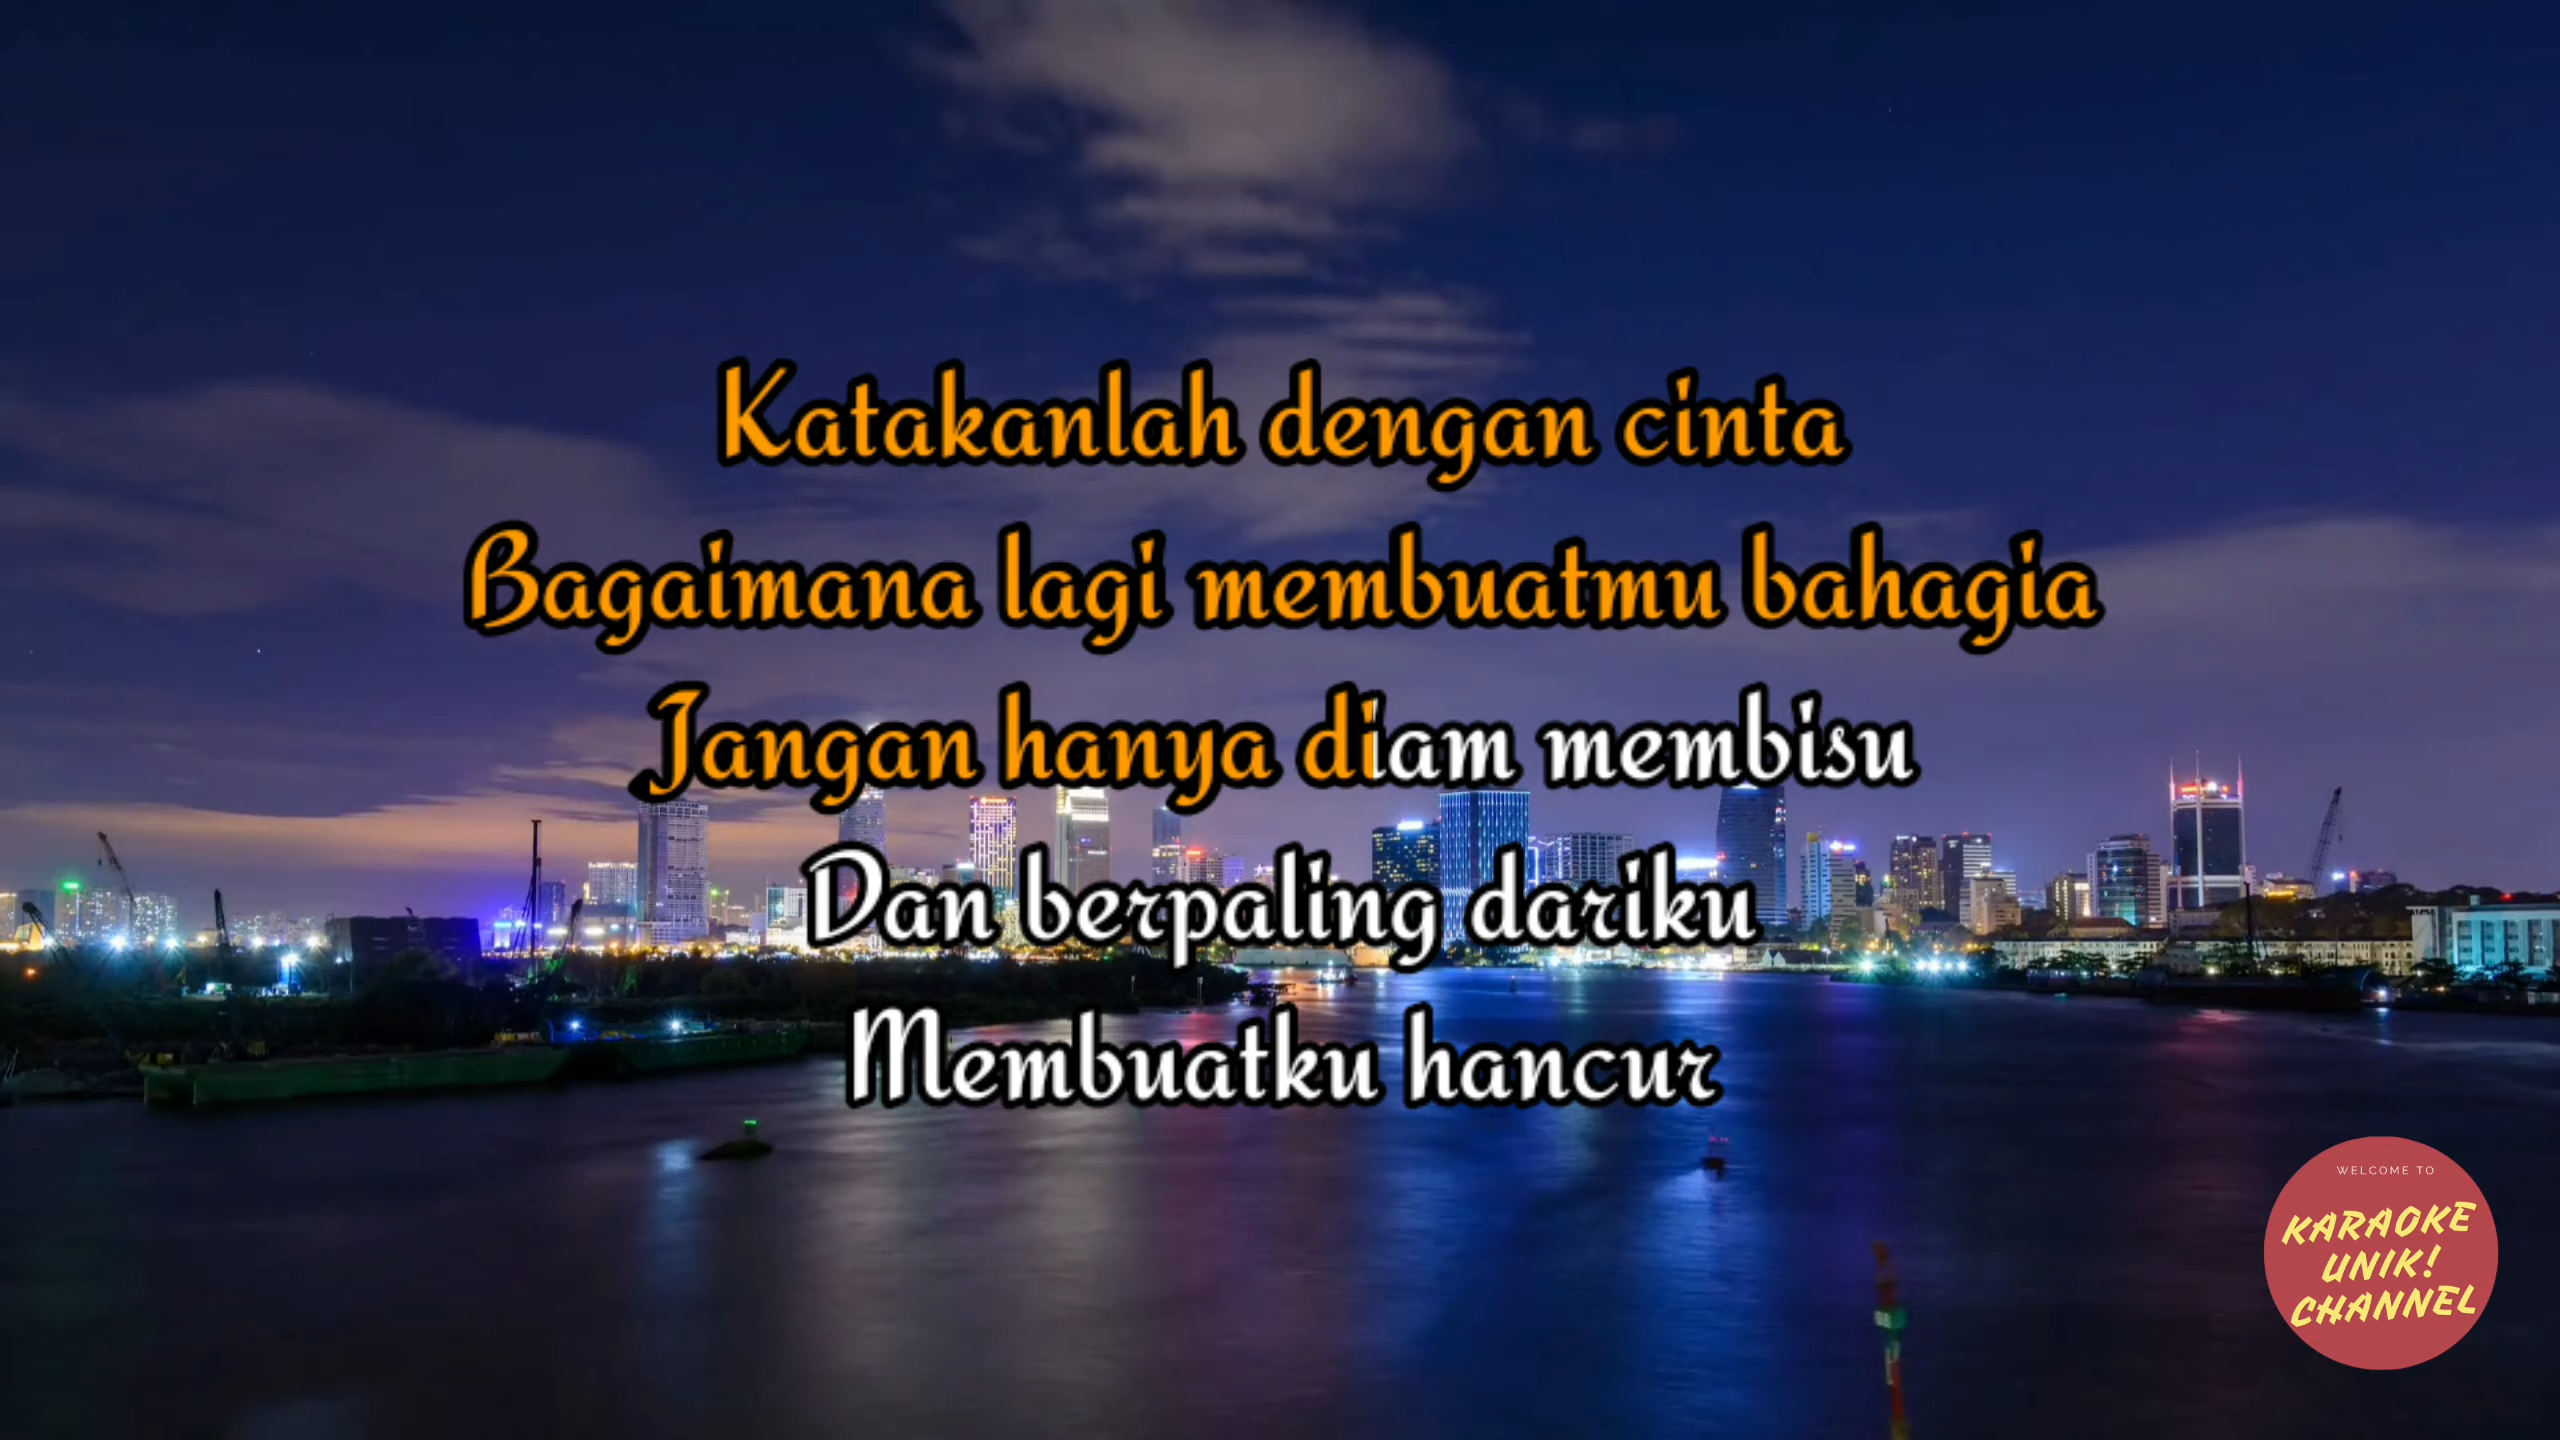 Katakanlah dengan cinta
Bagaimana lagi membuatmu bahagia
Jangan hanya diam membisu
Dan berpaling dariku
Membuatku hancur
WELCOME TO
KARAOKE
UNIK!
CHANNEL